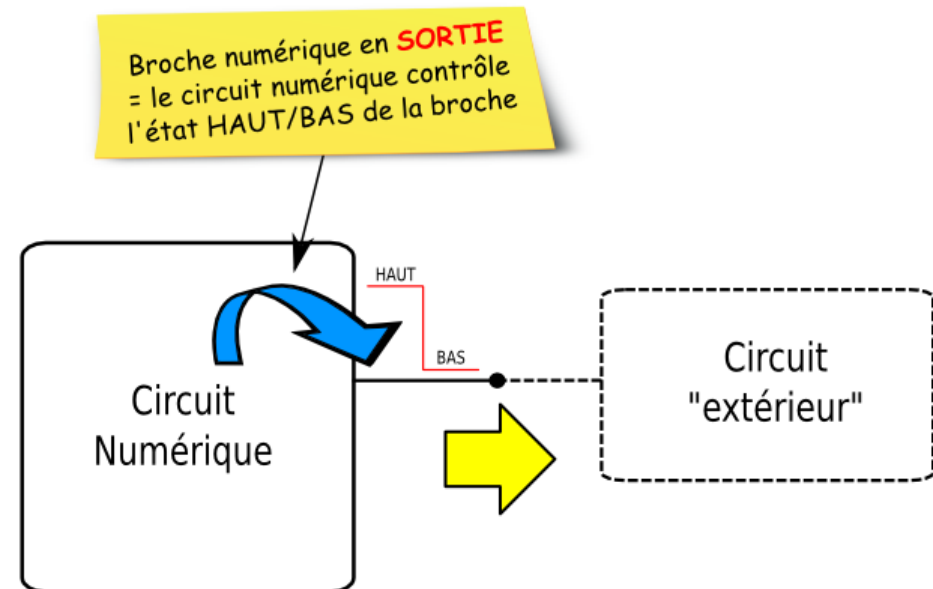 Broche numérique en SORTIE
= le circuit numérique contrôle
l'état HAUT/BAS de la broche
HAUT
BAS
Circuit
Numérique
Circuit
"extérieur"